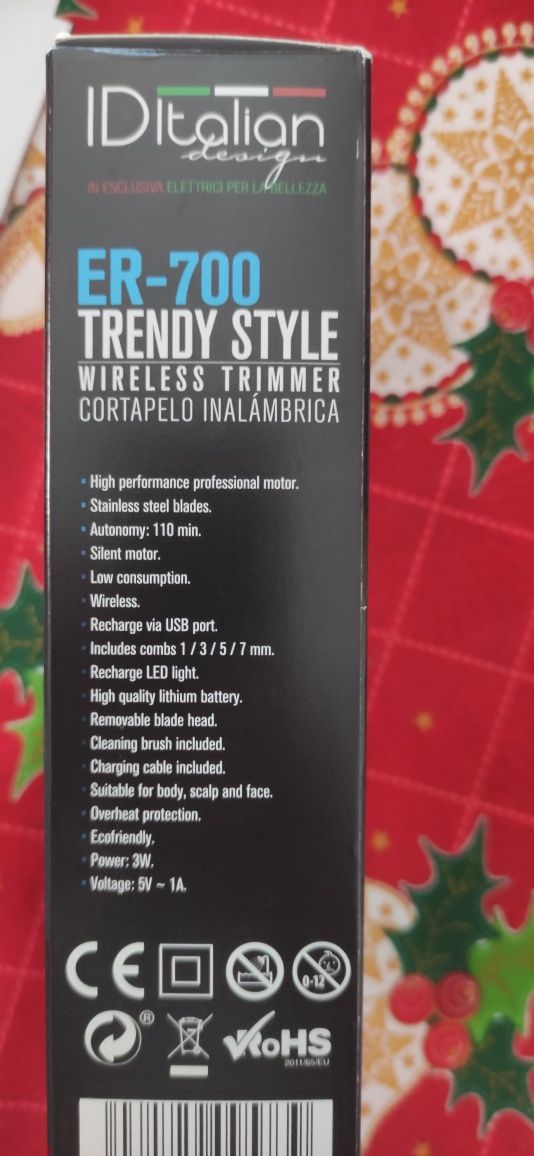 IDItalian
design
IN ESCLUSIVA ELETTRICI PER LA BELLEZZA
ER-700
TRENDY STYLE
WIRELESS TRIMMER
CORTAPELO INALÁMBRICA
• High performance professional motor.
• Stainless steel blades.
• Autonomy: 110 min.
• Silent motor.
• Low consumption.
• Wireless.
• Recharge via USB port.
• Includes combs 1 / 3 / 5 / 7 mm.
• Recharge LED light.
• High quality lithium battery.
• Removable blade head.
• Cleaning brush included.
• Charging cable included.
• Suitable for body, scalp and face.
• Overheat protection.
• Ecofriendly.
• Power: 3W.
• Voltage: 5V ~ 1A.
CE
0-12
®
RoHS
2011/65/EU